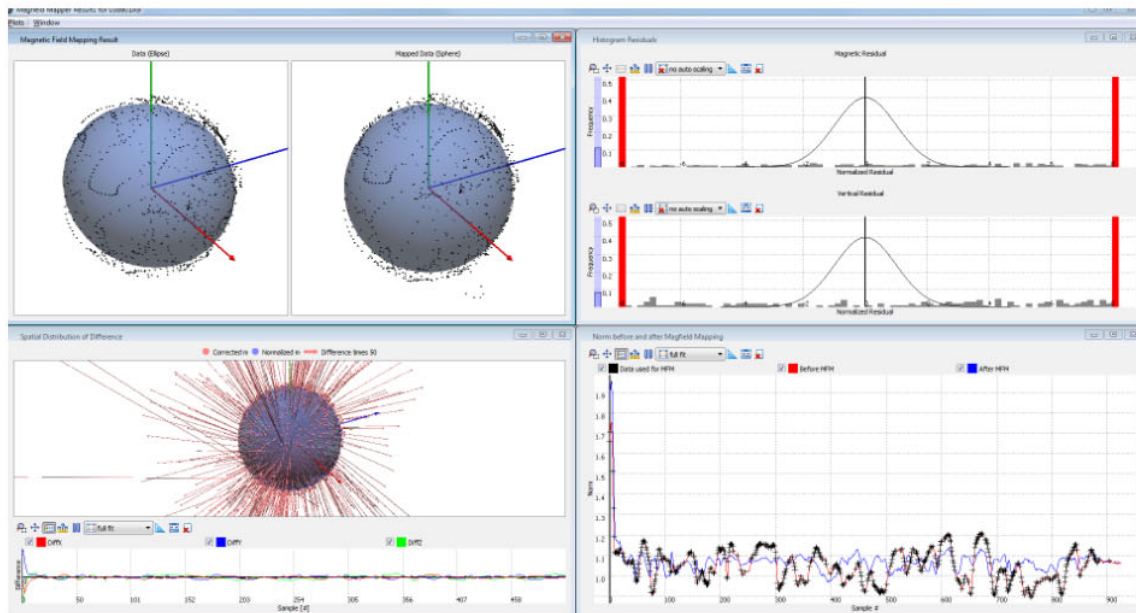 Magfield Mapper Results for
Plots Window
Magnetic Field Mapping Result
Data (Ellipse)
Mapped Data (Sphere)
Histogram Residuals
Magnetic Residual
no auto scaling
0.5
0.4
0.3
0.2
0.1
Frequency
Normalized Residual
Vertical Residual
no auto scaling
0.5
0.4
0.3
0.2
0.1
Frequency
Normalized Residual
Spatial Distribution of Difference
Corrected m Normalized m Difference times 50
full fit
DiffX DiffY DiffZ
Difference
0 51 102 152 203 254 305 356 407 458
Sample [#]
Norm before and after Magfield Mapping
full fit
Data used for MFM Before MFM After MFM
1.9
1.8
1.7
1.6
1.5
1.4
1.3
1.2
1.1
1.0
Norm
0 100 200 300 400 500 600 700 800 900
Sample #